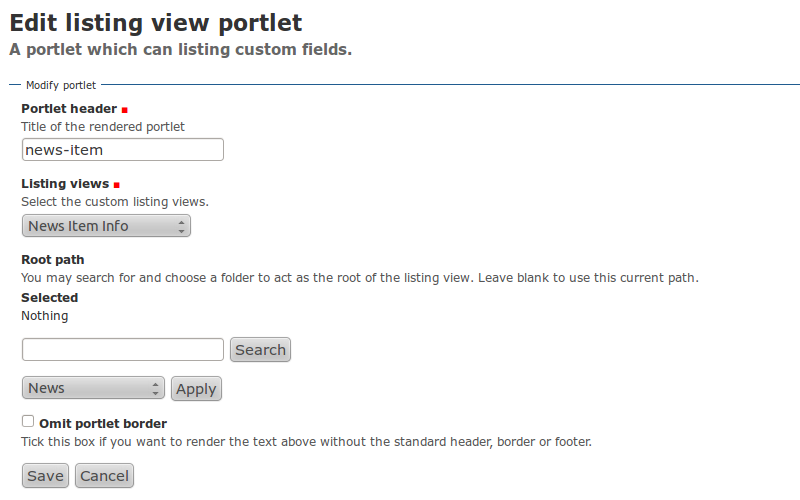 Edit listing view portlet
A portlet which can listing custom fields.
Modify portlet
Portlet header
Title of the rendered portlet
news-item
Listing views
Select the custom listing views.
News Item Info
Root path
You may search for and choose a folder to act as the root of the listing view. Leave blank to use this current path.
Selected
Nothing
Search
News Apply
Omit portlet border
Tick this box if you want to render the text above without the standard header, border or footer.
Save Cancel